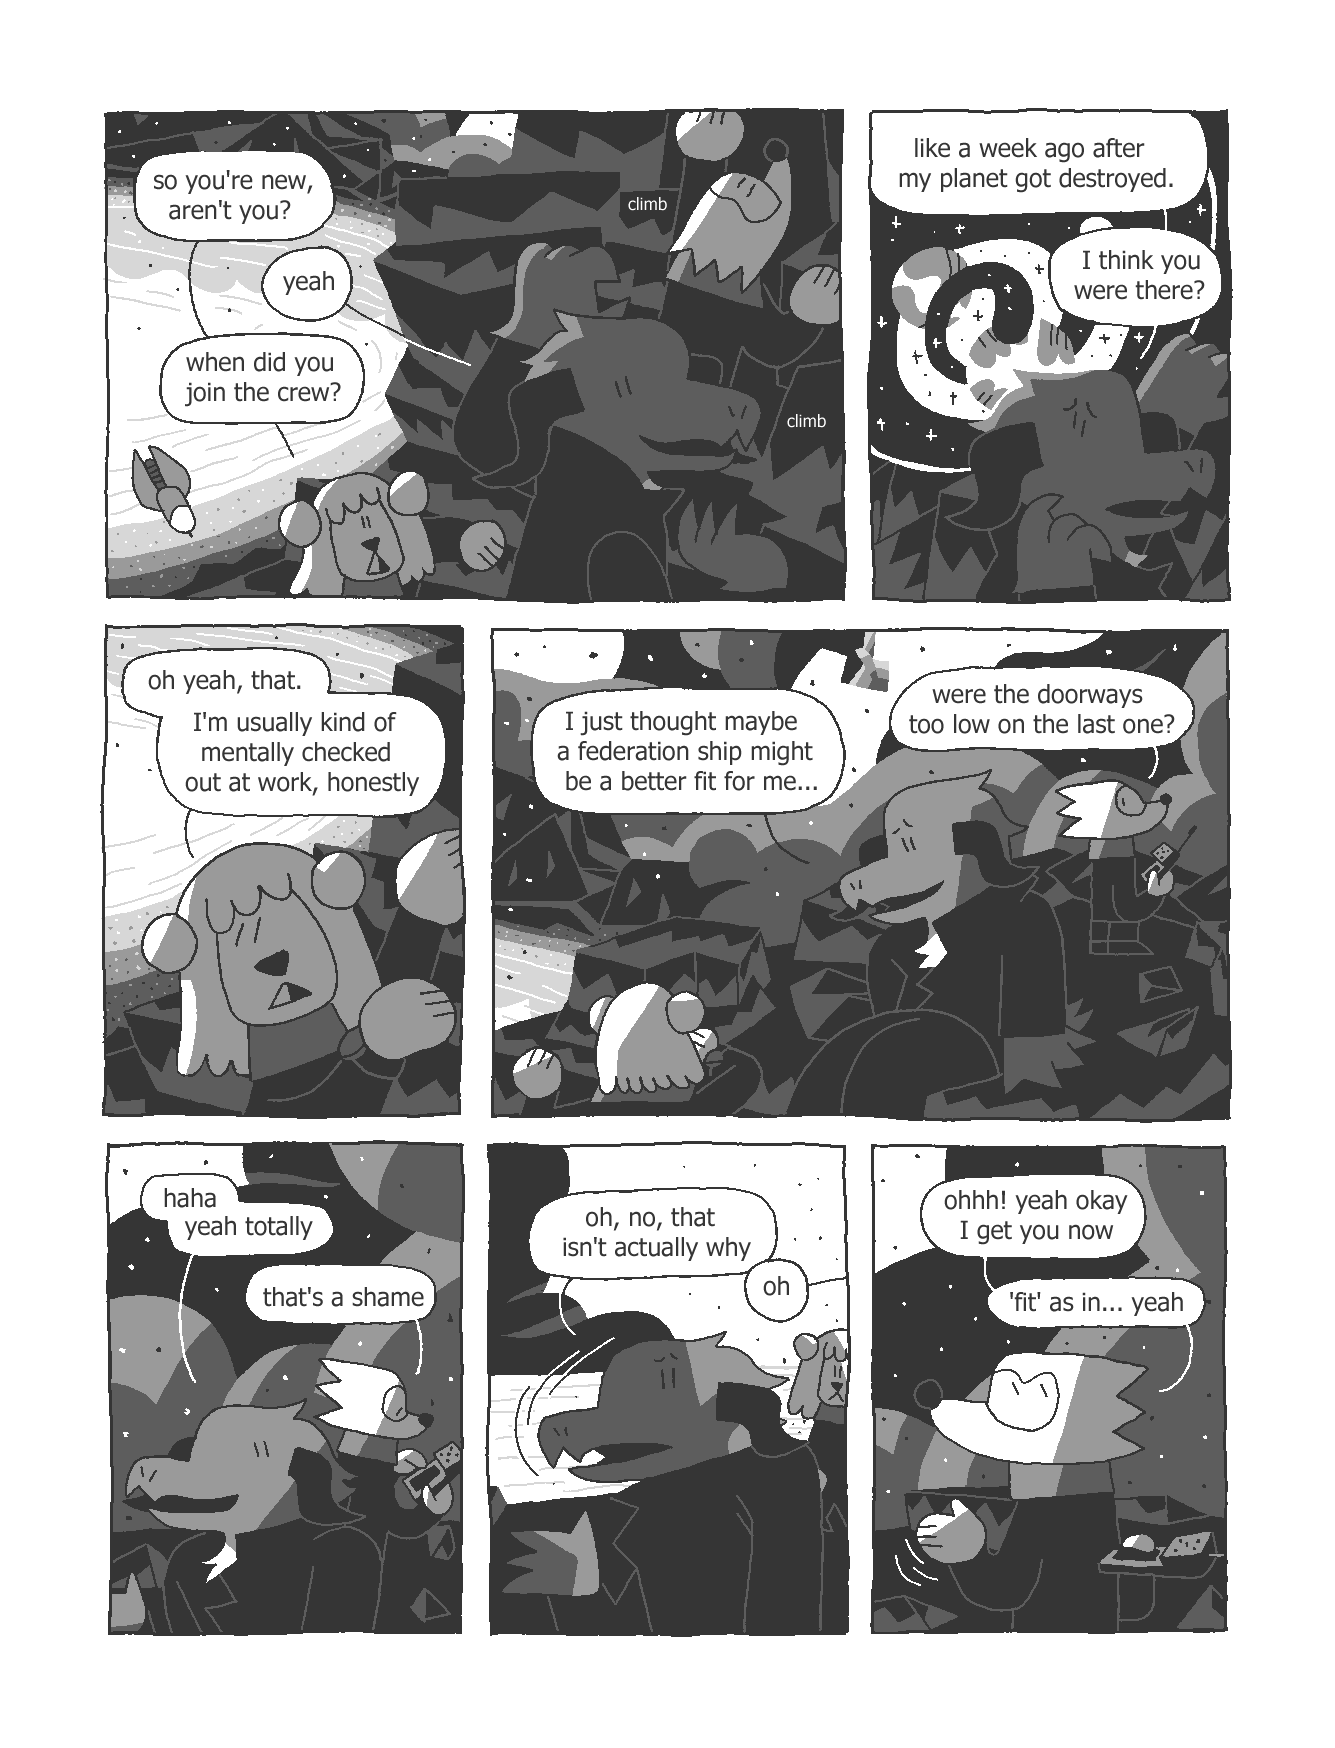 so you're new,
aren't you?
yeah
when did you
join the crew?
climb
climb
like a week ago after
my planet got destroyed.
I think you
were there?
oh yeah, that.
I'm usually kind of
mentally checked
out at work, honestly
I just thought maybe
a federation ship might
be a better fit for me...
were the doorways
too low on the last one?
haha
yeah totally
that's a shame
oh, no, that
isn't actually why
oh
ohhh! yeah okay
I get you now
'fit' as in... yeah